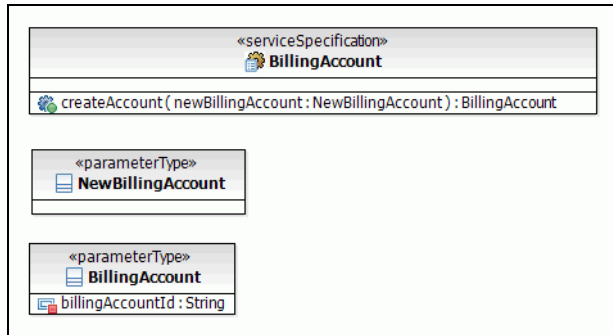 «serviceSpecification»
BillingAccount
createAccount ( newBillingAccount : NewBillingAccount ) : BillingAccount
«parameterType»
NewBillingAccount
«parameterType»
BillingAccount
billingAccountId : String